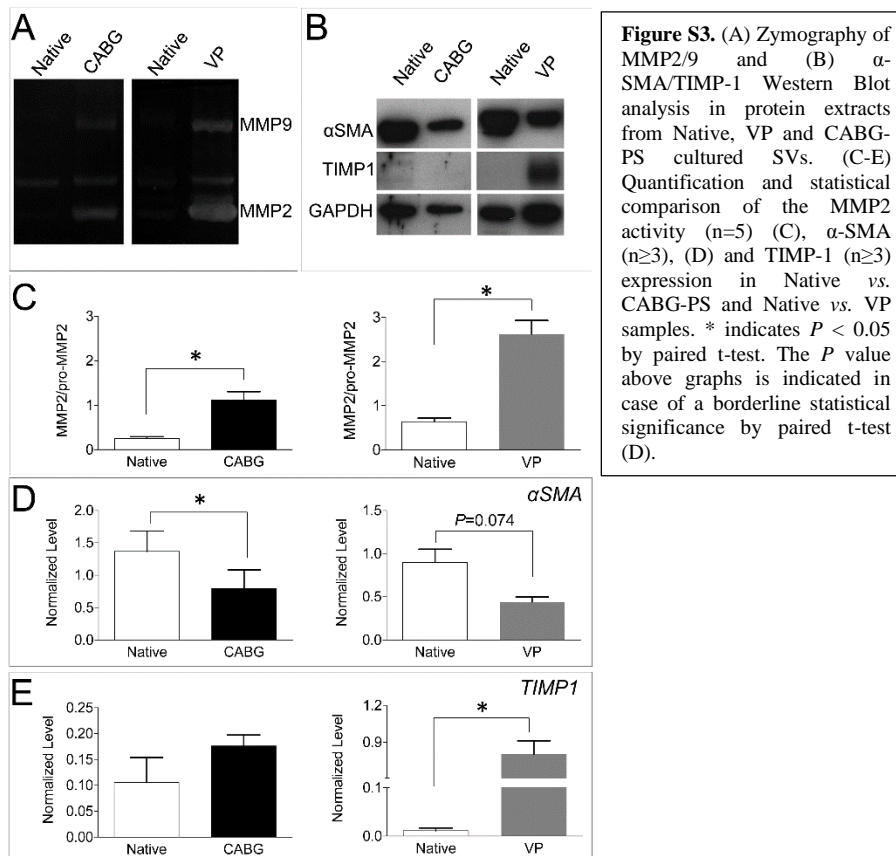 A
Native
CABG
Native
VP
MMP9
MMP2
B
Native
CABG
Native
VP
αSMA
TIMP1
GAPDH
C
MMP2/pro-MMP2
3
2
1
0
*
Native
CABG
MMP2/pro-MMP2
3
2
1
0
*
Native
VP
D
αSMA
Normalized Level
2.0
1.5
1.0
0.5
0.0
*
Native
CABG
Normalized Level
1.5
1.0
0.5
0.0
P=0.074
Native
VP
E
TIMP1
Normalized Level
0.25
0.20
0.15
0.10
0.05
0.00
Native
CABG
Normalized Level
1.2
0.9
0.1
0.0
*
Native
VP
Figure S3. (A) Zymography of
MMP2/9 and (B) α-
SMA/TIMP-1 Western Blot
analysis in protein extracts
from Native, VP and CABG-
PS cultured SVs. (C-E)
Quantification and statistical
comparison of the MMP2
activity (n=5) (C), α-SMA
(n≥3), (D) and TIMP-1 (n≥3)
expression in Native vs.
CABG-PS and Native vs. VP
samples. * indicates P < 0.05
by paired t-test. The P value
above graphs is indicated in
case of a borderline statistical
significance by paired t-test
(D).